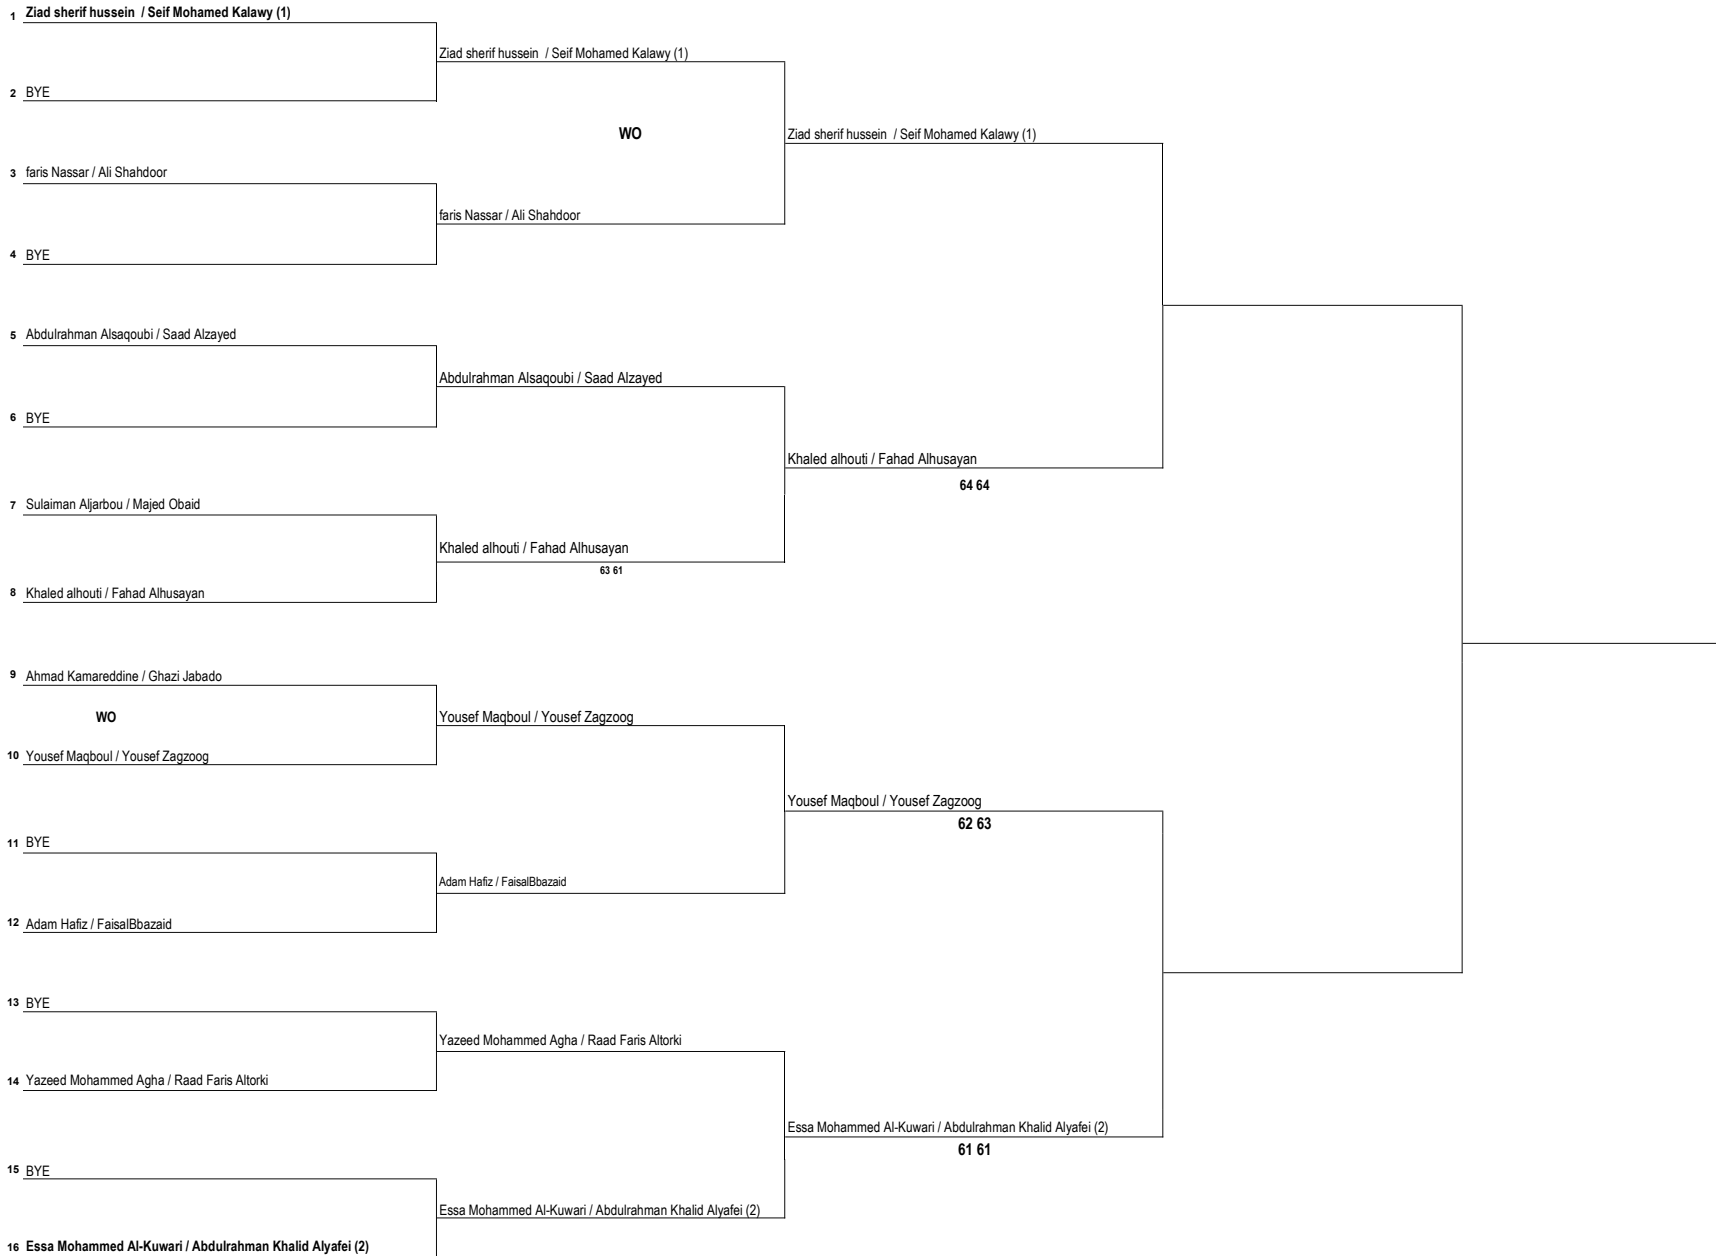 1 Ziad sherif hussein / Seif Mohamed Kalawy (1)
Ziad sherif hussein / Seif Mohamed Kalawy (1)
2 BYE
WO
Ziad sherif hussein / Seif Mohamed Kalawy (1)
3 faris Nassar / Ali Shahdoor
faris Nassar / Ali Shahdoor
4 BYE
5 Abdulrahman Alsaqoubi / Saad Alzayed
Abdulrahman Alsaqoubi / Saad Alzayed
6 BYE
Khaled alhouti / Fahad Alhusayan
64 64
7 Sulaiman Aljarbou / Majed Obaid
Khaled alhouti / Fahad Alhusayan
63 61
8 Khaled alhouti / Fahad Alhusayan
9 Ahmad Kamareddine / Ghazi Jabado
WO
Yousef Maqboul / Yousef Zagzoog
10 Yousef Maqboul / Yousef Zagzoog
Yousef Maqboul / Yousef Zagzoog
62 63
11 BYE
Adam Hafiz / FaisalBbazaid
12 Adam Hafiz / FaisalBbazaid
13 BYE
Yazeed Mohammed Agha / Raad Faris Altorki
14 Yazeed Mohammed Agha / Raad Faris Altorki
Essa Mohammed Al-Kuwari / Abdulrahman Khalid Alyafei (2)
61 61
15 BYE
Essa Mohammed Al-Kuwari / Abdulrahman Khalid Alyafei (2)
16 Essa Mohammed Al-Kuwari / Abdulrahman Khalid Alyafei (2)